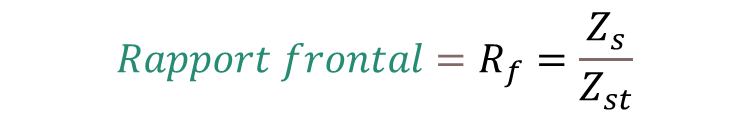 Rapport frontal = R_f = Z_s / Z_st